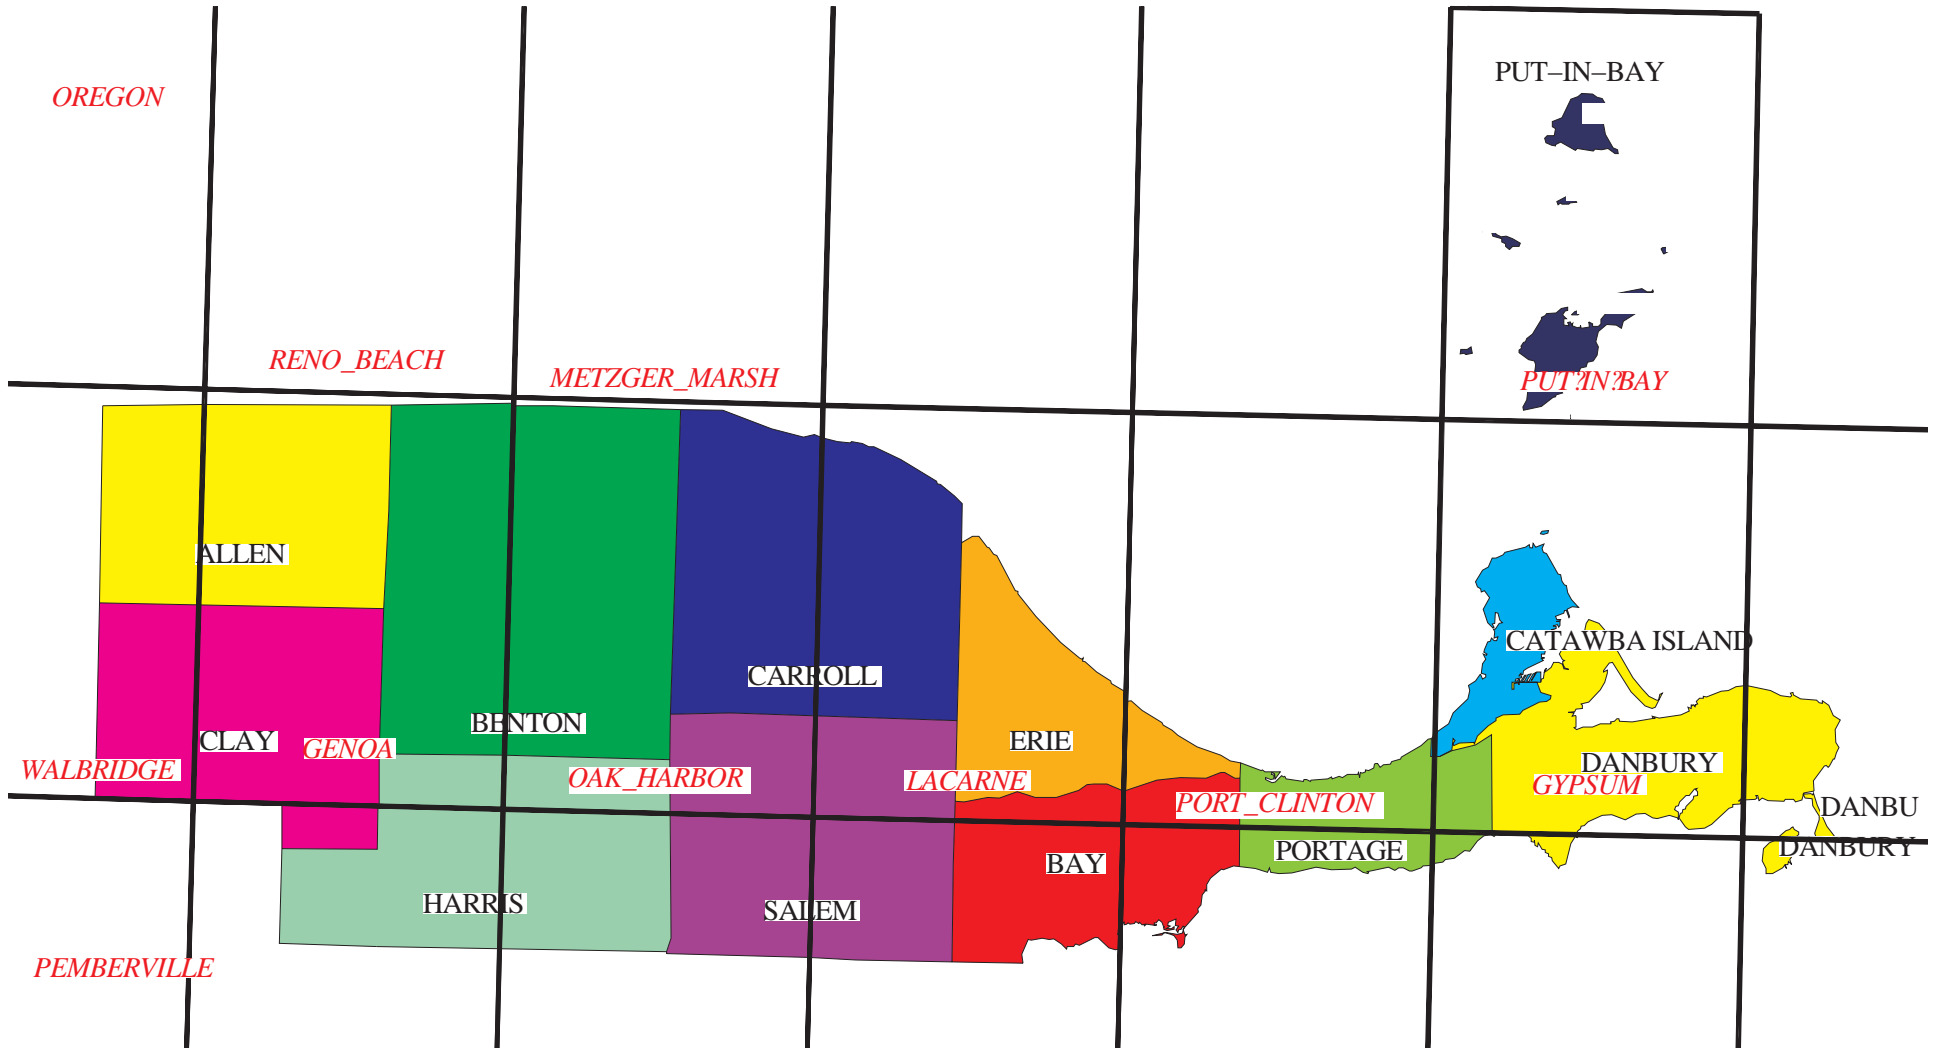 PUT–IN–BAY
OREGON
RENO_BEACH
METZGER_MARSH
PUT?IN?BAY
ALLEN
CATAWBA ISLAND
CARROLL
BENTON
CLAY
GENOA
ERIE
WALBRIDGE
OAK_HARBOR
LACARNE
DANBURY
GYPSUM
PORT_CLINTON
DANBU
DANBURY
PORTAGE
BAY
HARRIS
SALEM
PEMBERVILLE